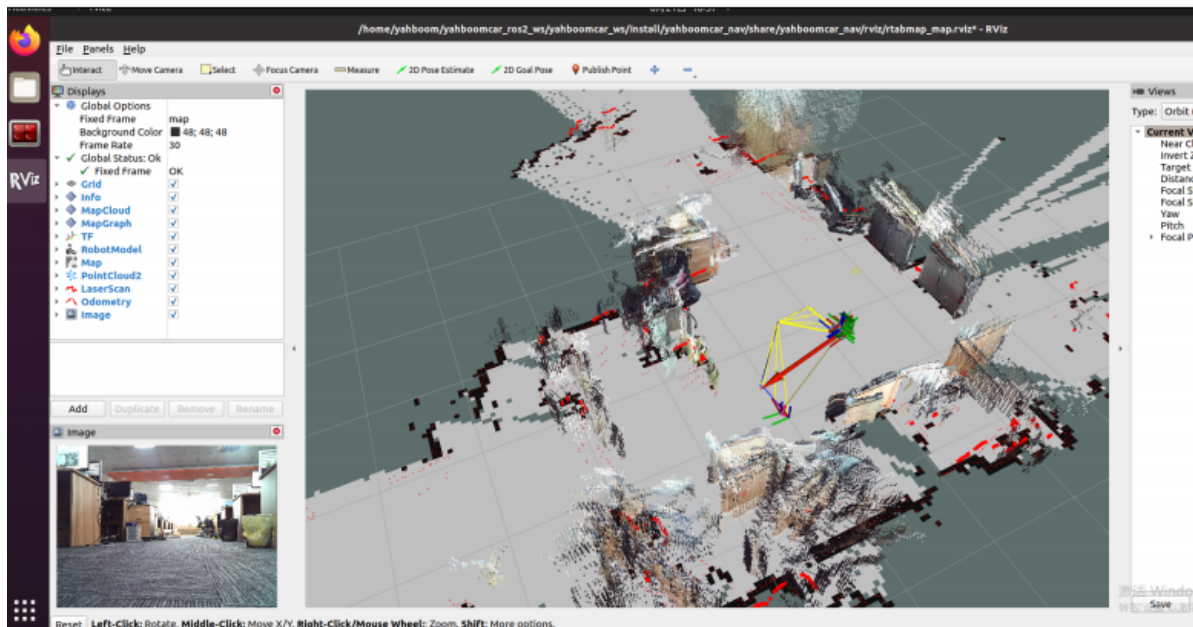 /home/yahboom/yahboomcar_ros2_ws/yahboomcar_ws/install/yahboomcar_nav/share/yahboomcar_nav/rviz/rtabmap_map.rviz* - RViz
File Panels Help
Interact Move Camera Select Focus Camera Measure 2D Pose Estimate 2D Goal Pose Publish Point
Displays
Global Options
Fixed Frame map
Background Color 48; 48; 48
Frame Rate 30
Global Status: Ok
Fixed Frame OK
Grid
Info
MapCloud
MapGraph
TF
RobotModel
Map
PointCloud2
LaserScan
Odometry
Image
Add Duplicate Remove Rename
Image
RViz
Views
Type: Orbit
Current V
Near Cl
Invert Z
Target
Distanc
Focal S
Focal S
Yaw
Pitch
Focal P
激活 Windo
Save
Reset Left-Click: Rotate. Middle-Click: Move X/Y. Right-Click/Mouse Wheel: Zoom. Shift: More options.